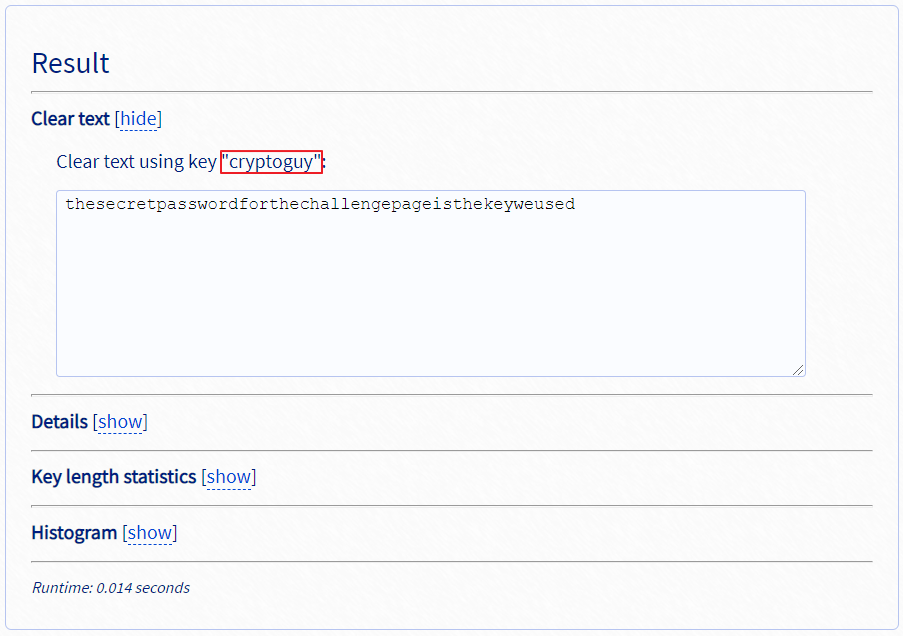 Result
Clear text [hide]
Clear text using key "cryptoguy":
thesecretpasswordforthechallengepageisthekeyweused
Details [show]
Key length statistics [show]
Histogram [show]
Runtime: 0.014 seconds